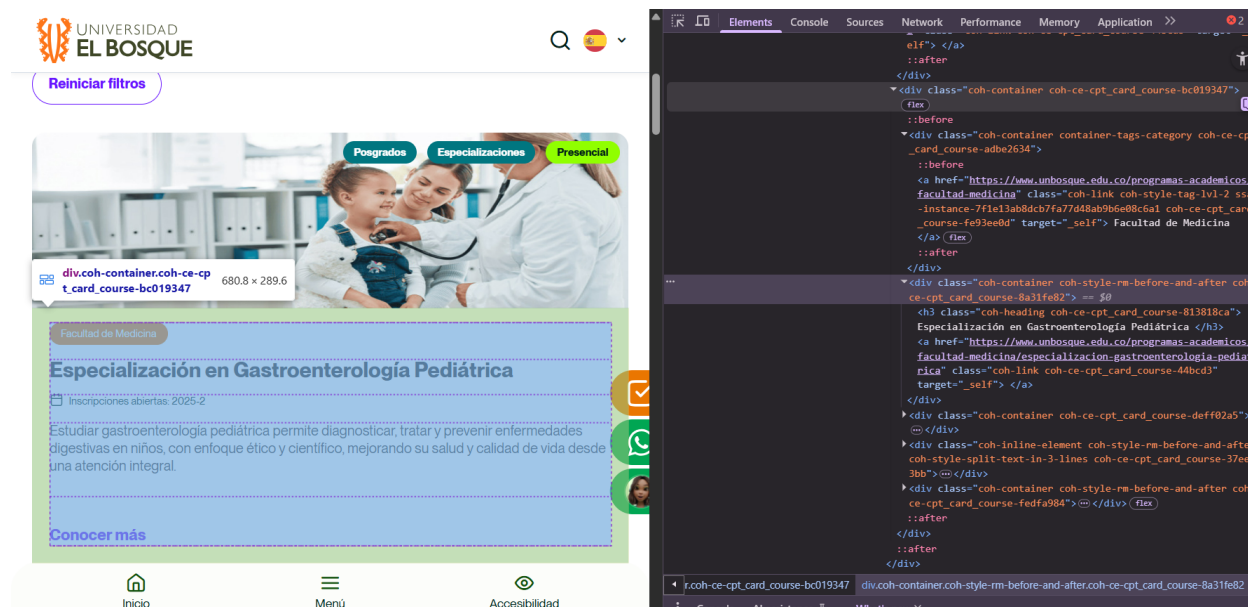 UNIVERSIDAD
EL BOSQUE
Reiniciar filtros
Posgrados
Especializaciones
Presencial
div.coh-container.coh-ce-cp
t_card_course-bc019347
680.8 × 289.6
Facultad de Medicina
Especialización en Gastroenterología Pediátrica
Inscripciones abiertas: 2025-2
Estudiar gastroenterología pediátrica permite diagnosticar, tratar y prevenir enfermedades
digestivas en niños, con enfoque ético y científico, mejorando su salud y calidad de vida desde
una atención integral.
Conocer más
Inicio
Menú
Accesibilidad
Elements
Console
Sources
Network
Performance
Memory
Application
2
elf"> </a>
::after
</div>
<div class="coh-container coh-ce-cpt_card_course-bc019347">
flex
::before
<div class="coh-container container-tags-category coh-ce-cp
_card_course-adbe2634">
::before
<a href="https://www.unbosque.edu.co/programas-academicos
facultad-medicina" class="coh-link coh-style-tag-lvl-2 ss
-instance-7f1e13ab8dcb7fa77d48ab9b6e08c6a1 coh-ce-cpt_car
_course-fe93ee0d" target="_self"> Facultad de Medicina
</a> flex
::after
</div>
<div class="coh-container coh-style-rm-before-and-after coh
ce-cpt_card_course-8a31fe82"> == $0
<h3 class="coh-heading coh-ce-cpt_card_course-813818ca">
Especialización en Gastroenterología Pediátrica </h3>
<a href="https://www.unbosque.edu.co/programas-academicos
facultad-medicina/especializacion-gastroenterologia-pedia
rica" class="coh-link coh-ce-cpt_card_course-44bcd3"
target="_self"> </a>
</div>
<div class="coh-container coh-ce-cpt_card_course-deff02a5">
</div>
<div class="coh-inline-element coh-style-rm-before-and-afte
coh-style-split-text-in-3-lines coh-ce-cpt_card_course-37ee
3bb"> </div>
<div class="coh-container coh-style-rm-before-and-after coh
ce-cpt_card_course-fedfa984"> </div> flex
::after
</div>
::after
</div>
r.coh-ce-cpt_card_course-bc019347
div.coh-container.coh-style-rm-before-and-after.coh-ce-cpt_card_course-8a31fe82